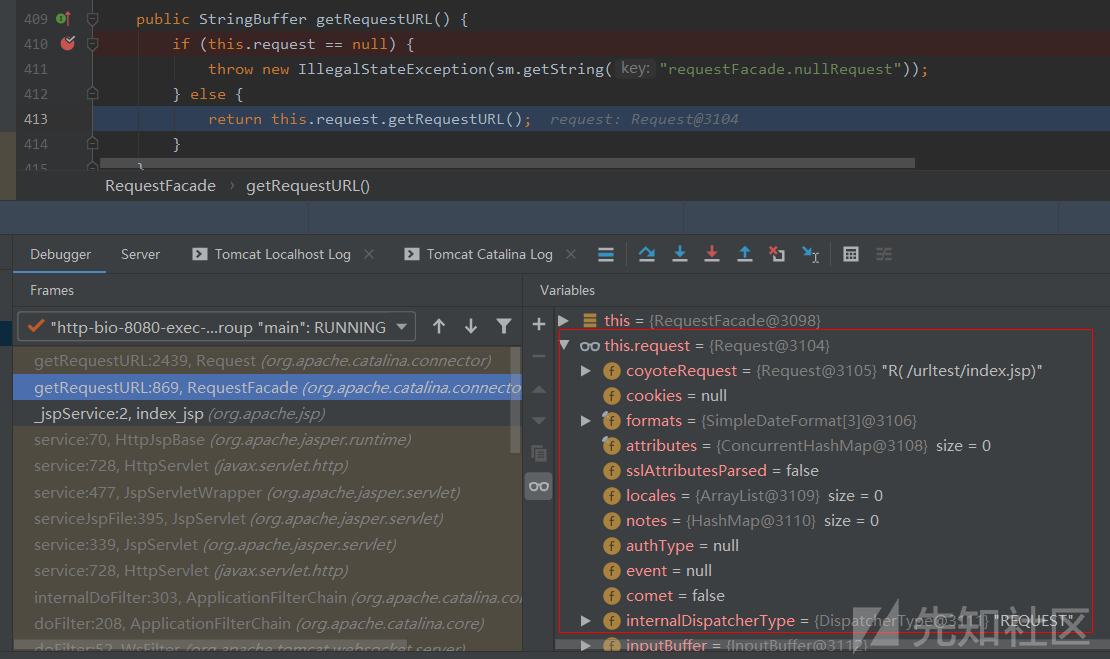 409 public StringBuffer getRequestURL() {
410 if (this.request == null) {
411 throw new IllegalStateException(sm.getString( key: "requestFacade.nullRequest"));
412 } else {
413 return this.request.getRequestURL(); request: Request@3104
414 }
415 }
RequestFacade › getRequestURL()
Debugger Server Tomcat Localhost Log Tomcat Catalina Log
Frames
Variables
"http-bio-8080-exec-...roup "main": RUNNING
getRequestURL:2439, Request (org.apache.catalina.connector)
getRequestURL:869, RequestFacade (org.apache.catalina.connecto
_jspService:2, index_jsp (org.apache.jsp)
service:70, HttpJspBase (org.apache.jasper.runtime)
service:728, HttpServlet (javax.servlet.http)
service:477, JspServletWrapper (org.apache.jasper.servlet)
serviceJspFile:395, JspServlet (org.apache.jasper.servlet)
service:339, JspServlet (org.apache.jasper.servlet)
service:728, HttpServlet (javax.servlet.http)
internalDoFilter:303, ApplicationFilterChain (org.apache.catalina.co
doFilter:208, ApplicationFilterChain (org.apache.catalina.core)
doFilter:52, WsFilter (org.apache.tomcat.websocket.server)
this = {RequestFacade@3098}
this.request = {Request@3104}
coyoteRequest = {Request@3105} "R( /urltest/index.jsp)"
cookies = null
formats = {SimpleDateFormat[3]@3106}
attributes = {ConcurrentHashMap@3108} size = 0
sslAttributesParsed = false
locales = {ArrayList@3109} size = 0
notes = {HashMap@3110} size = 0
authType = null
event = null
comet = false
internalDispatcherType = {DispatcherType@3111} "REQUEST"
inputBuffer = {InputBuffer@3112}
先知社区